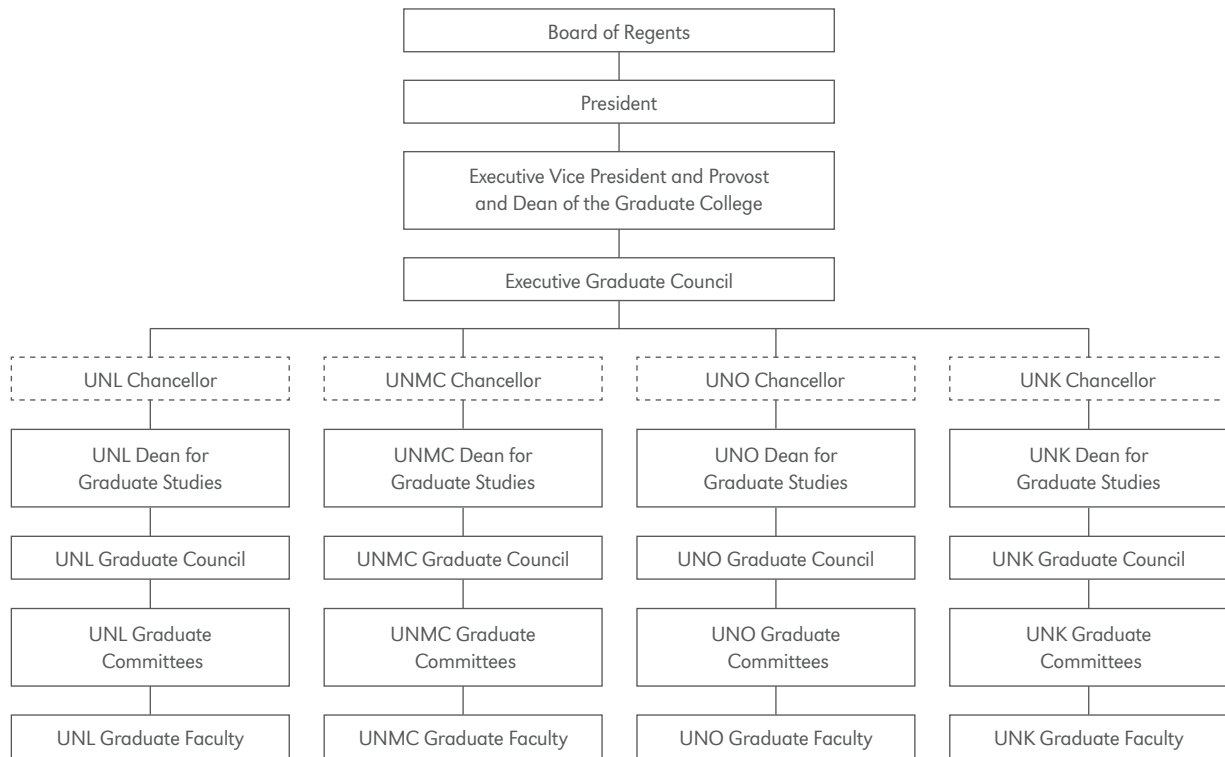 Board of Regents
President
Executive Vice President and Provost
and Dean of the Graduate College
Executive Graduate Council
UNL Chancellor
UNMC Chancellor
UNO Chancellor
UNK Chancellor
UNL Dean for
Graduate Studies
UNMC Dean for
Graduate Studies
UNO Dean for
Graduate Studies
UNK Dean for
Graduate Studies
UNL Graduate Council
UNMC Graduate Council
UNO Graduate Council
UNK Graduate Council
UNL Graduate
Committees
UNMC Graduate
Committees
UNO Graduate
Committees
UNK Graduate
Committees
UNL Graduate Faculty
UNMC Graduate Faculty
UNO Graduate Faculty
UNK Graduate Faculty